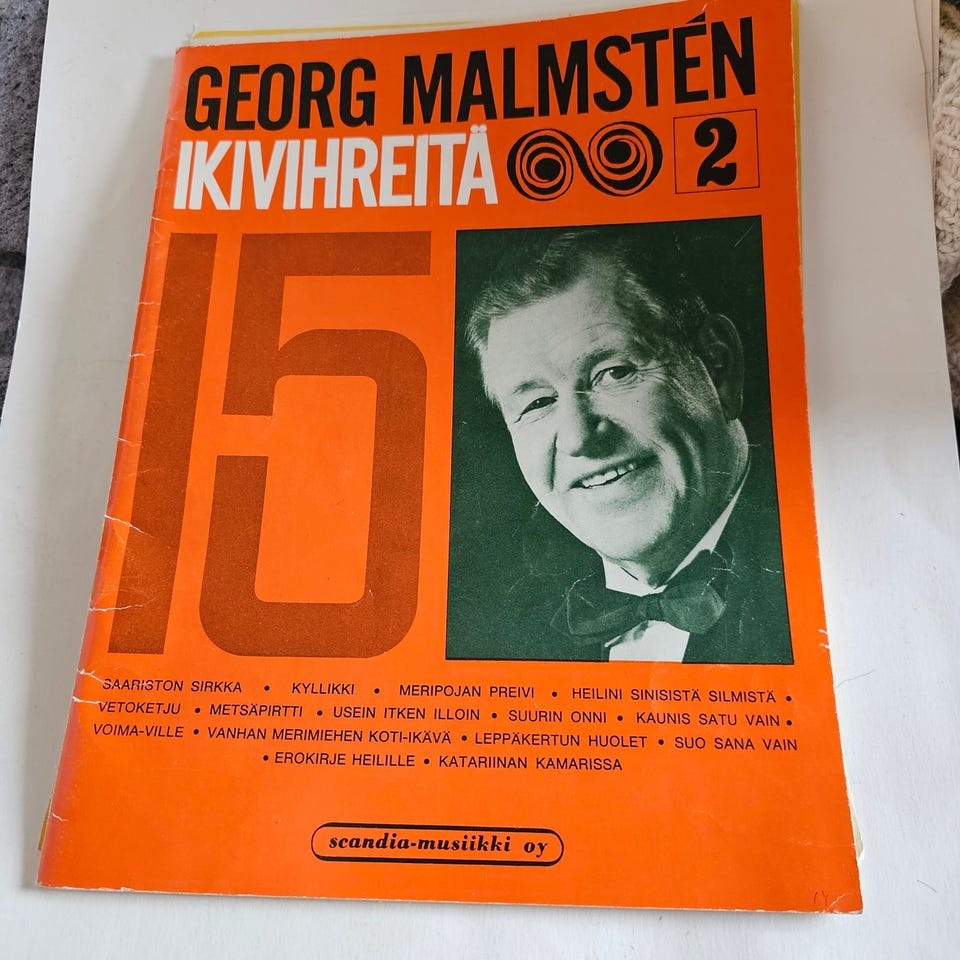 GEORG MALMSTÉN
IKIVIHREITÄ 2
15
SAARISTON SIRKKA • KYLLIKKI • MERIPOJAN PREIVI • HEILINI SINISISTÄ SILMISTÄ •
VETOKETJU • METSÄPIRTTI • USEIN ITKEN ILLOIN • SUURIN ONNI • KAUNIS SATU VAIN •
VOIMA-VILLE • VANHAN MERIMIEHEN KOTI-IKÄVÄ • LEPPÄKERTUN HUOLET • SUO SANA VAIN
• EROKIRJE HEILILLE • KATARIINAN KAMARISSA
scandia-musiikki oy